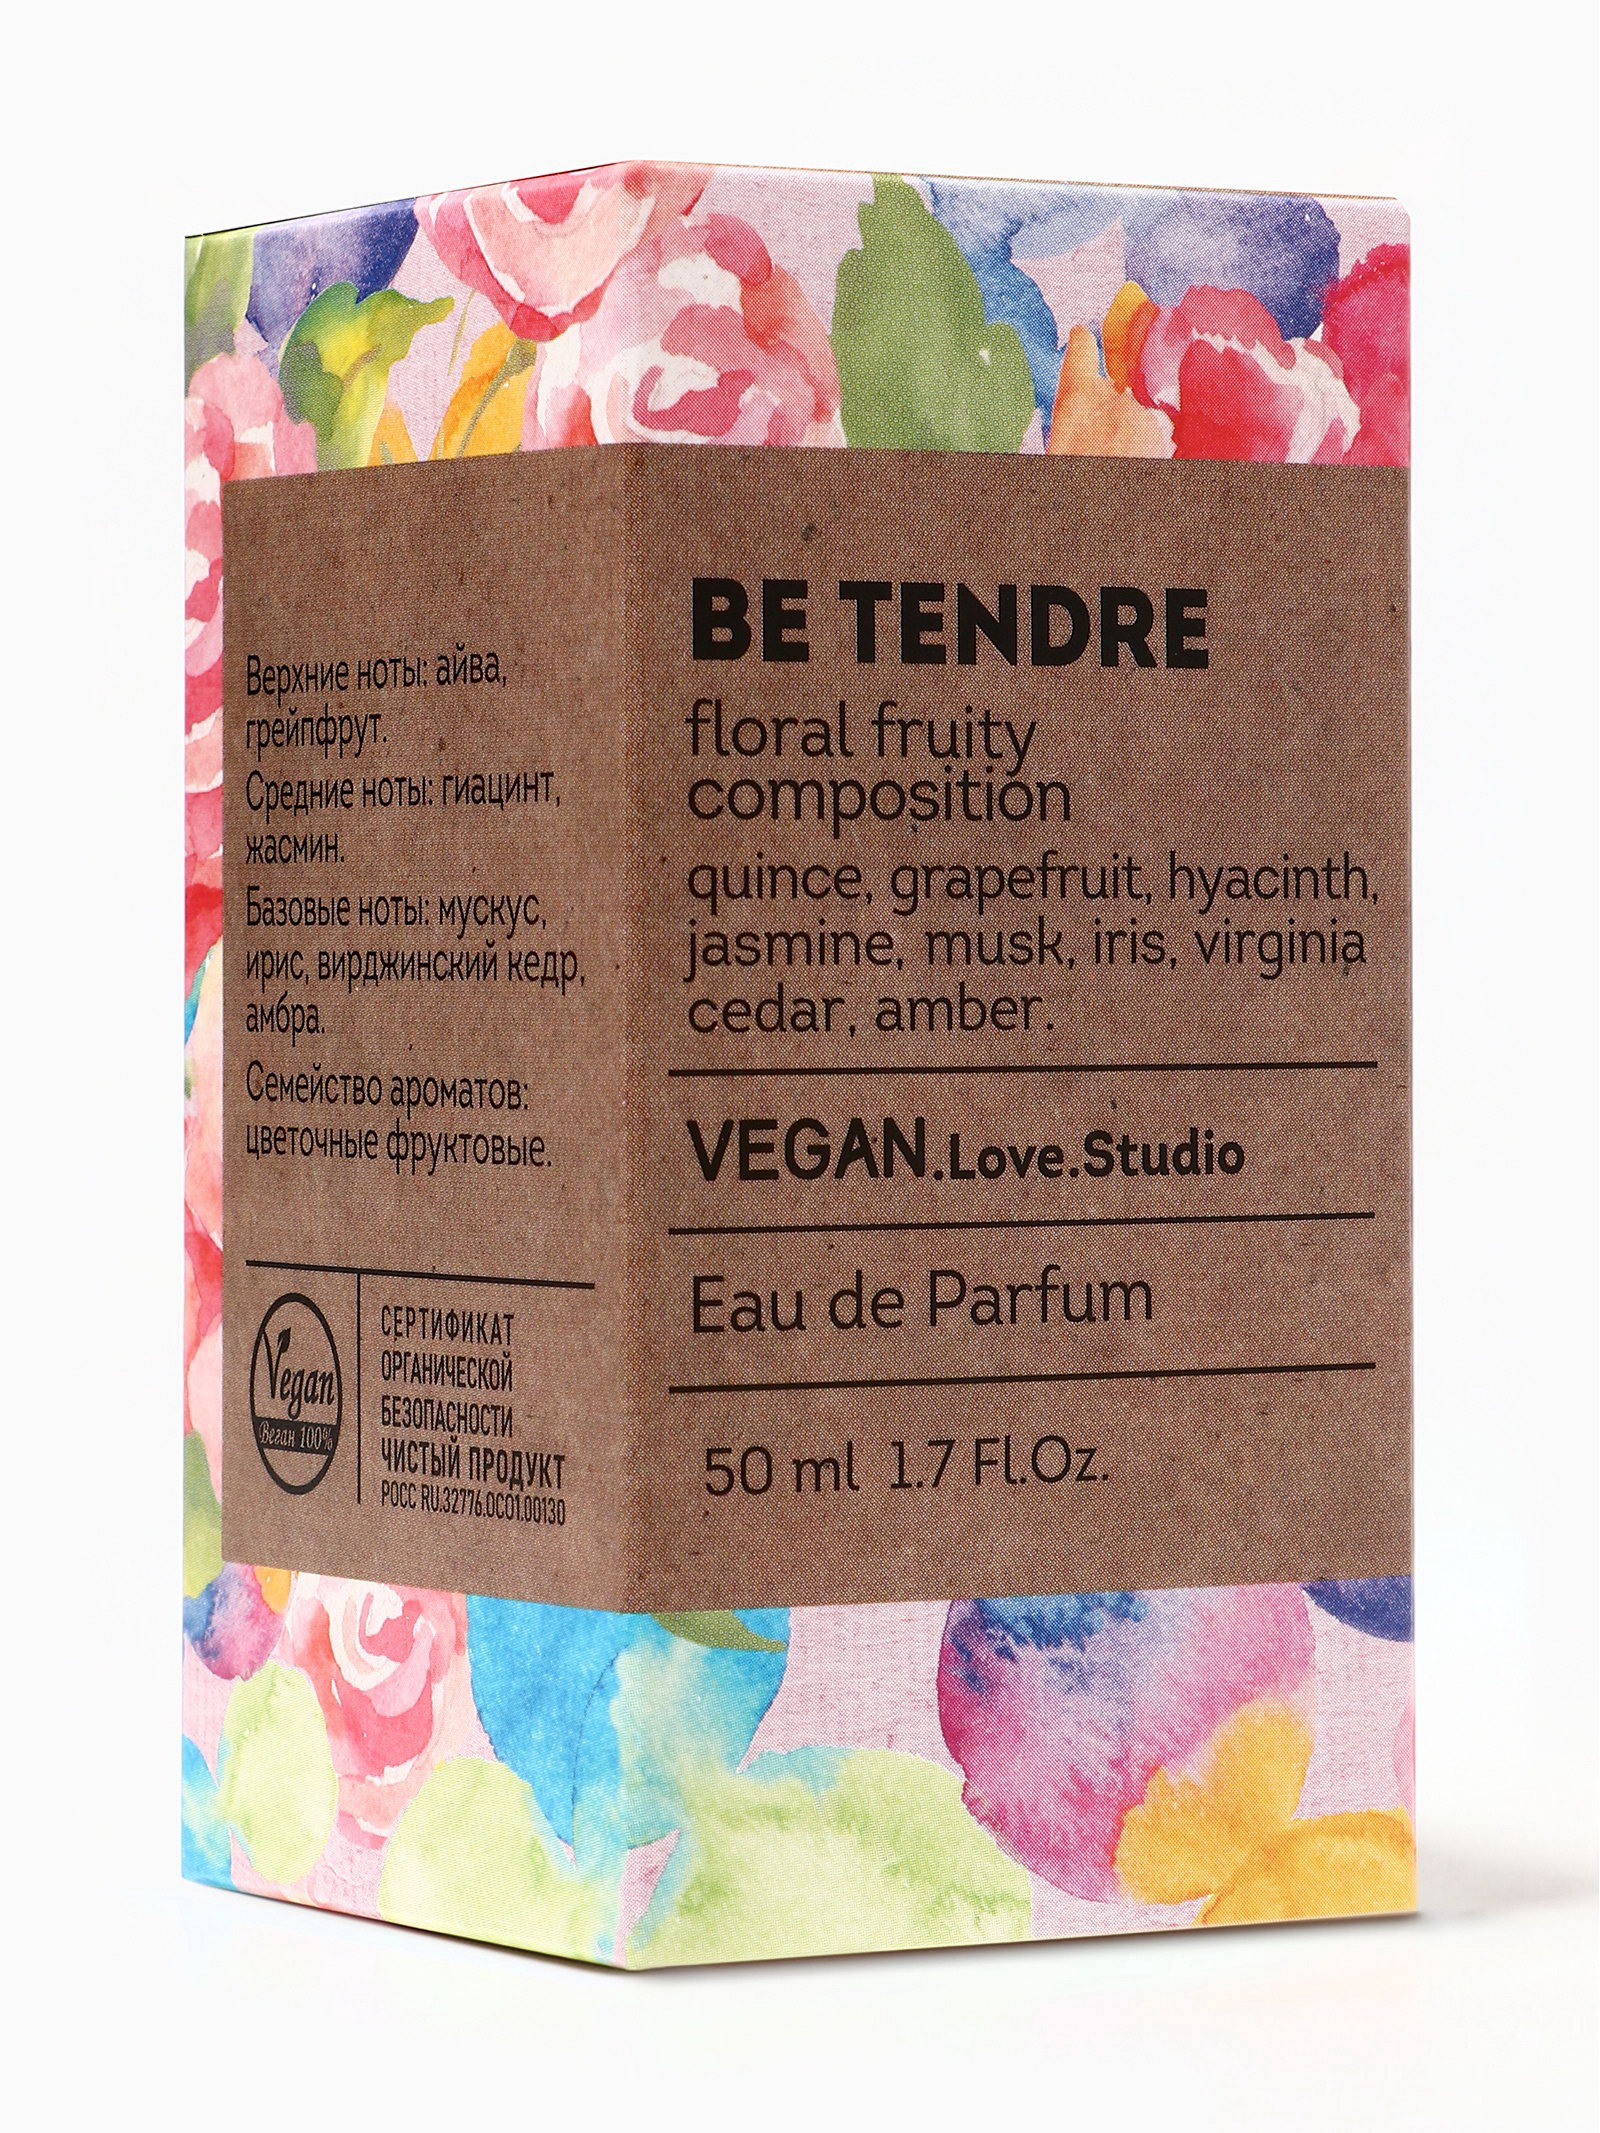 Верхние ноты: айва,
грейпфрут.
Средние ноты: гиацинт,
жасмин.
Базовые ноты: мускус,
ирис, вирджинский кедр,
амбра.
Семейство ароматов:
цветочные фруктовые.
Vegan
Веган 100%
СЕРТИФИКАТ
ОРГАНИЧЕСКОЙ
БЕЗОПАСНОСТИ
ЧИСТЫЙ ПРОДУКТ
РОСС RU.32776.ОСО1.00130
BE TENDRE
floral fruity
composition
quince, grapefruit, hyacinth,
jasmine, musk, iris, virginia
cedar, amber.
VEGAN.Love.Studio
Eau de Parfum
50 ml 1.7 Fl.Oz.